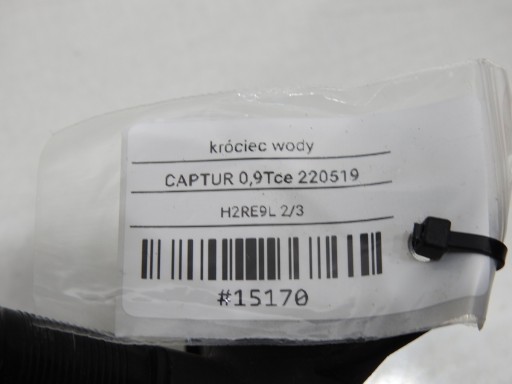 króciec wody
CAPTUR 0,9Tce 220519
H2RE9L 2/3
#15170